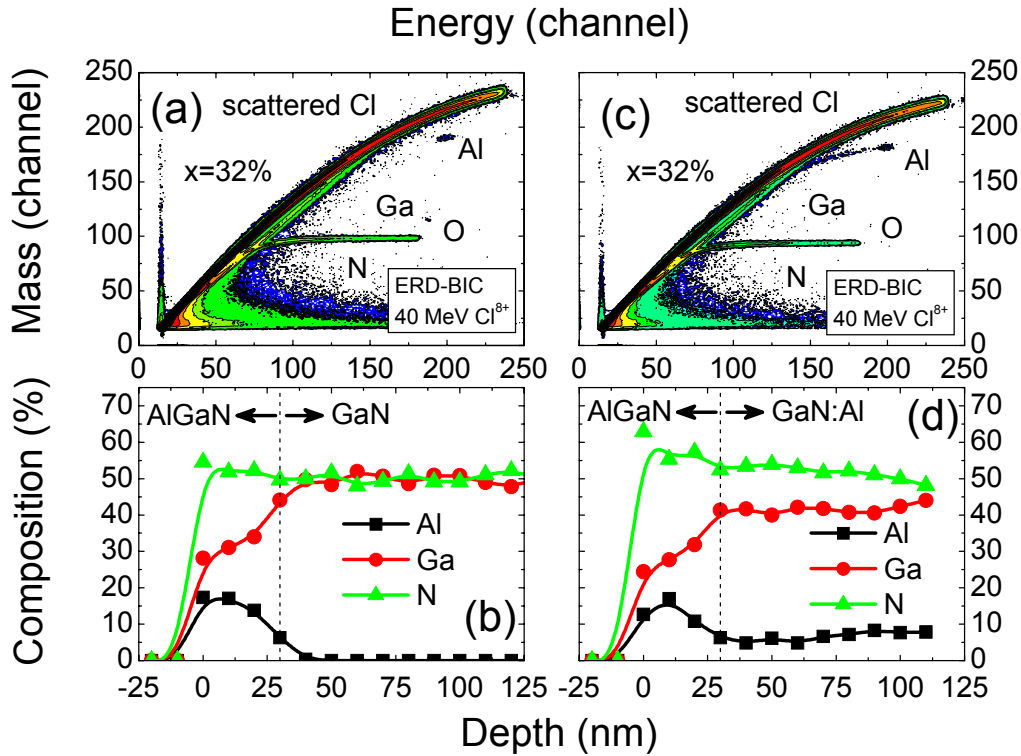 Energy (channel)
Mass (channel)
250
200
150
100
50
0
(a)
scattered Cl
x=32%
Al
Ga
O
N
ERD-BIC
40 MeV Cl8+
0 50 100 150 200 250
(c)
scattered Cl
x=32%
Al
Ga
O
N
ERD-BIC
40 MeV Cl8+
250
200
150
100
50
0
0 50 100 150 200 250
Composition (%)
70
60
50
40
30
20
10
0
AlGaN GaN
Al
Ga
N
(b)
-25 0 25 50 75 100 125
AlGaN GaN:Al
(d)
Al
Ga
N
70
60
50
40
30
20
10
0
-25 0 25 50 75 100 125
Depth (nm)